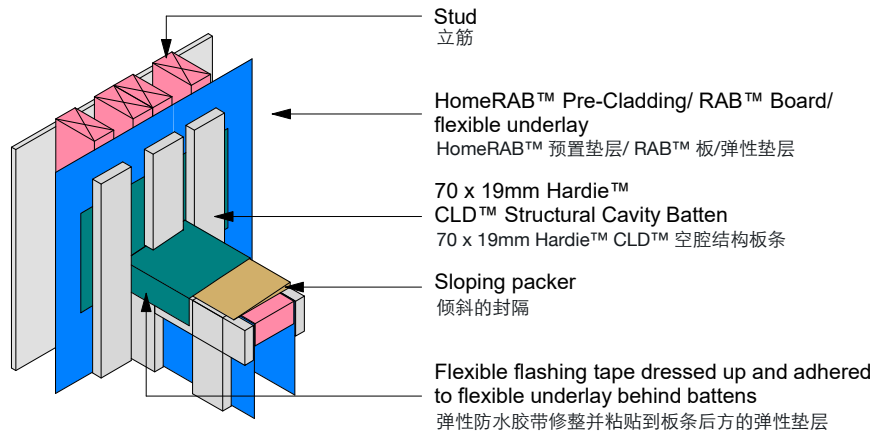 Stud
立筋
HomeRAB™ Pre-Cladding/ RAB™ Board/
flexible underlay
HomeRAB™ 预置垫层/ RAB™ 板/弹性垫层
70 x 19mm Hardie™
CLD™ Structural Cavity Batten
70 x 19mm Hardie™ CLD™ 空腔结构板条
Sloping packer
倾斜的封隔
Flexible flashing tape dressed up and adhered
to flexible underlay behind battens
弹性防水胶带修整并粘贴到板条后方的弹性垫层